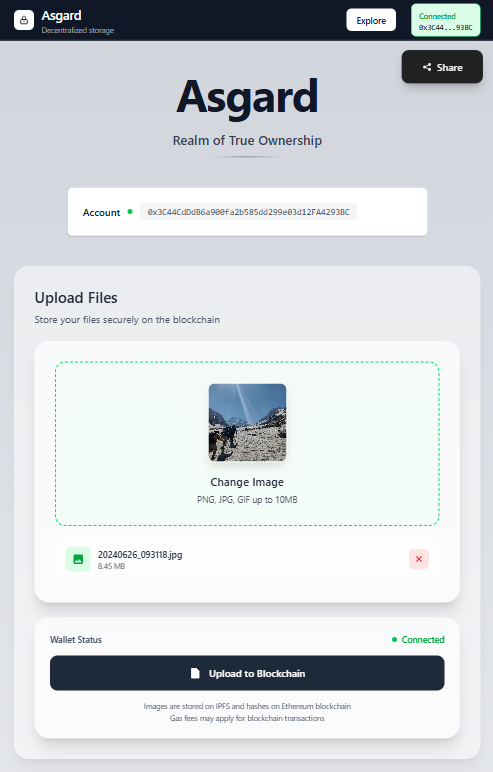 Asgard
Decentralized storage
Explore
Connected
0x3C44...93BC
Share
Asgard
Realm of True Ownership
Account
0x3C44CdDdB6a900fa2b585dd299e03d12FA4293BC
Upload Files
Store your files securely on the blockchain
Change Image
PNG, JPG, GIF up to 10MB
20240626_093118.jpg
8.45 MB
Wallet Status
Connected
Upload to Blockchain
Images are stored on IPFS and hashes on Ethereum blockchain
Gas fees may apply for blockchain transactions